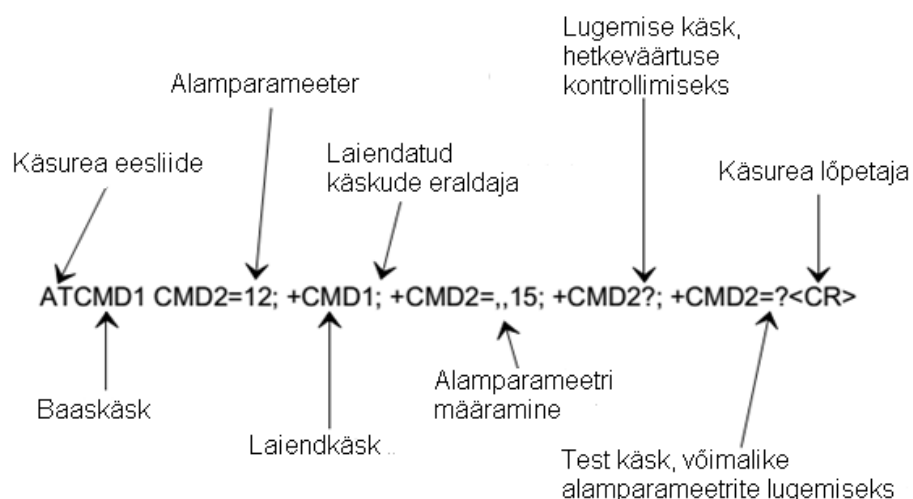 Lugemise käsk,
hetkeväärtuse
kontrollimiseks
Alamparameeter
Käsurea eesliide
Laiendatud
käskude eraldaja
Käsurea lõpetaja
ATCMD1 CMD2=12; +CMD1; +CMD2=,,15; +CMD2?; +CMD2=?<CR>
Baaskäsk
Laiendkäsk ..
Alamparameetri
määramine
Test käsk, võimalike
alamparameetrite lugemiseks